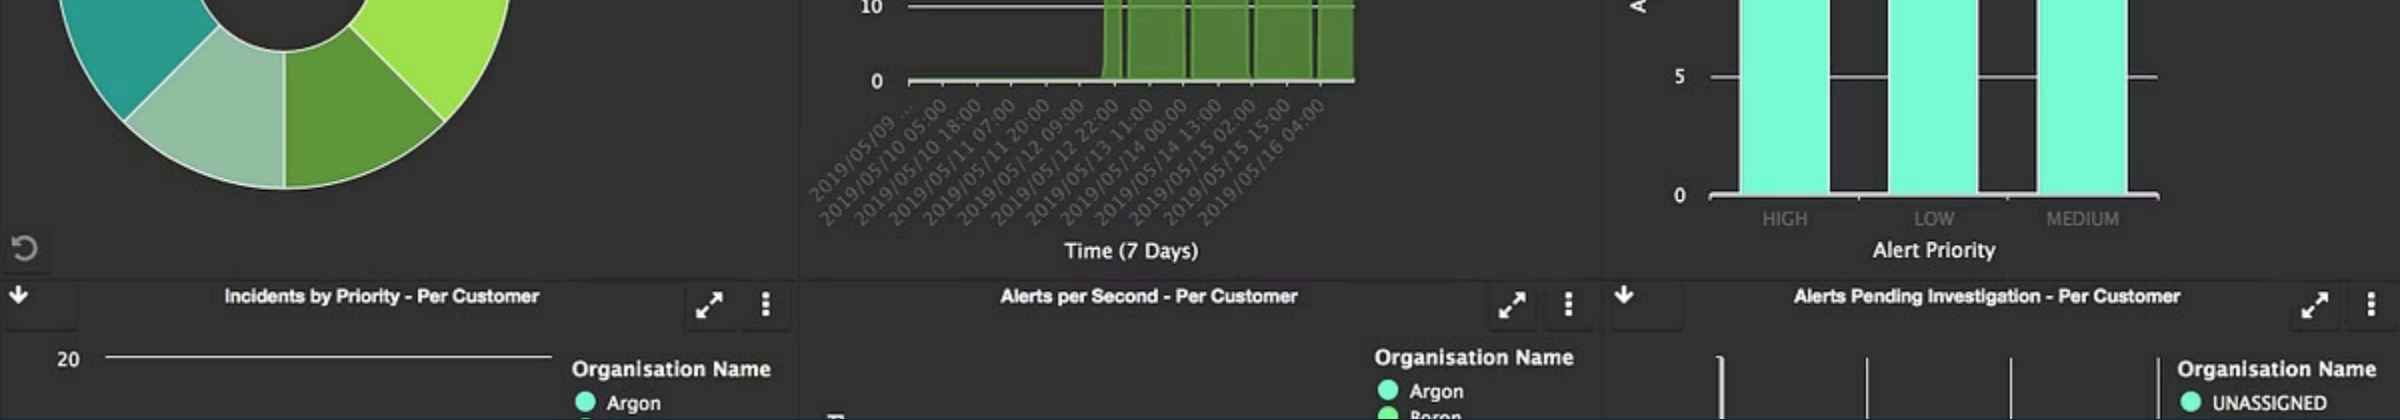 10
0
2019/05/09 ...
2019/05/10 05:00
2019/05/10 18:00
2019/05/11 07:00
2019/05/11 20:00
2019/05/12 09:00
2019/05/12 22:00
2019/05/13 11:00
2019/05/14 00:00
2019/05/14 13:00
2019/05/15 02:00
2019/05/15 15:00
2019/05/16 04:00
Time (7 Days)
5
0
HIGH LOW MEDIUM
Alert Priority
Incidents by Priority - Per Customer
20
Organisation Name
Argon
Alerts per Second - Per Customer
Organisation Name
Argon
Boron
Alerts Pending Investigation - Per Customer
Organisation Name
UNASSIGNED